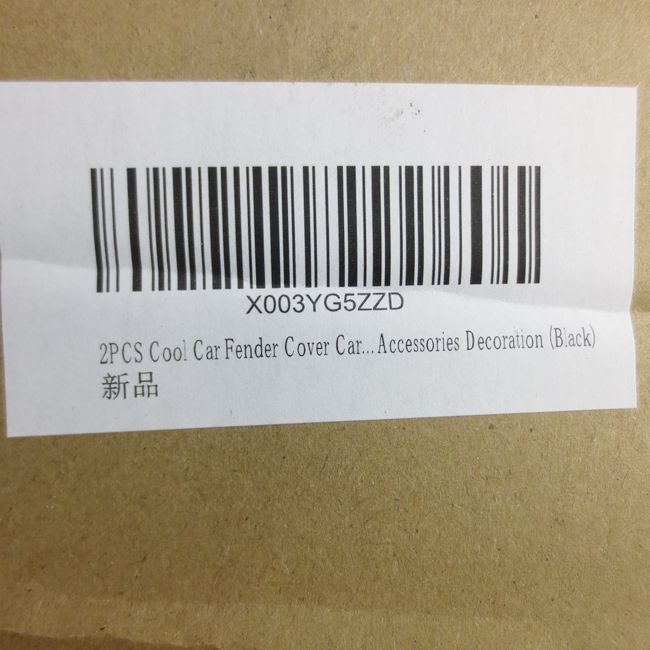 X003YG5ZZD
2PCS Cool Car Fender Cover Car...Accessories Decoration (Black)
新品